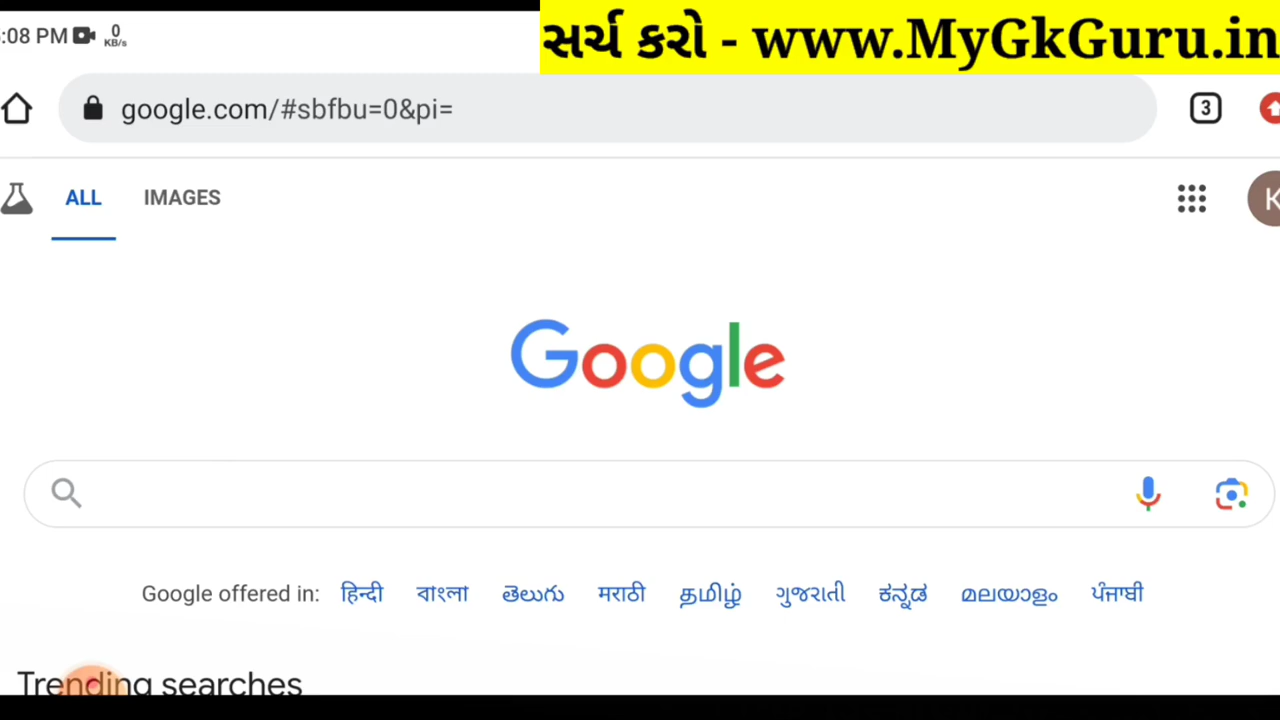 :08 PM 0 KB/s
સર્ચ કરો - www.MyGkGuru.in
google.com/#sbfbu=0&pi=
3
ALL IMAGES
K
Google
Google offered in: हिन्दी বাংলা తెలుగు मराठी தமிழ் ગુજરાતી ಕನ್ನಡ മലയാളം ਪੰਜਾਬੀ
Trending searches